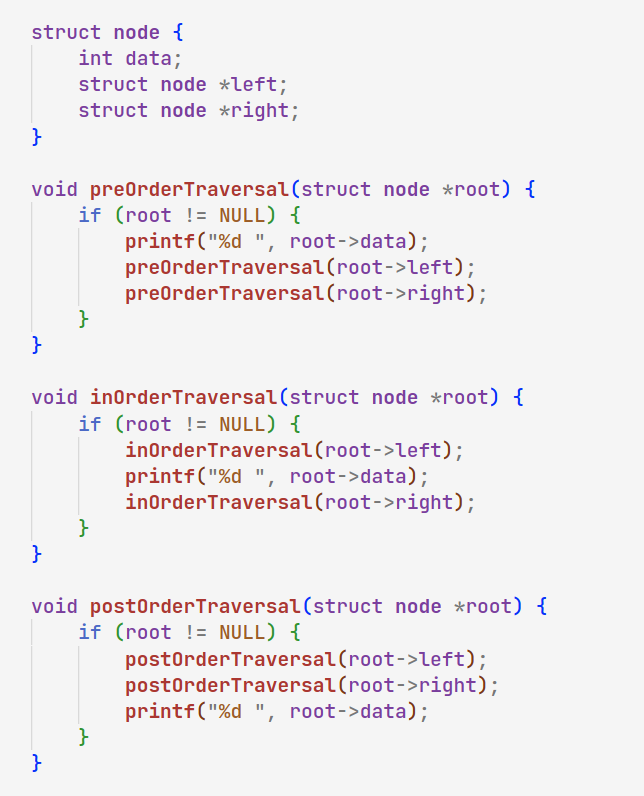 struct node {
    int data;
    struct node *left;
    struct node *right;
}

void preOrderTraversal(struct node *root) {
    if (root != NULL) {
        printf("%d ", root->data);
        preOrderTraversal(root->left);
        preOrderTraversal(root->right);
    }
}

void inOrderTraversal(struct node *root) {
    if (root != NULL) {
        inOrderTraversal(root->left);
        printf("%d ", root->data);
        inOrderTraversal(root->right);
    }
}

void postOrderTraversal(struct node *root) {
    if (root != NULL) {
        postOrderTraversal(root->left);
        postOrderTraversal(root->right);
        printf("%d ", root->data);
    }
}